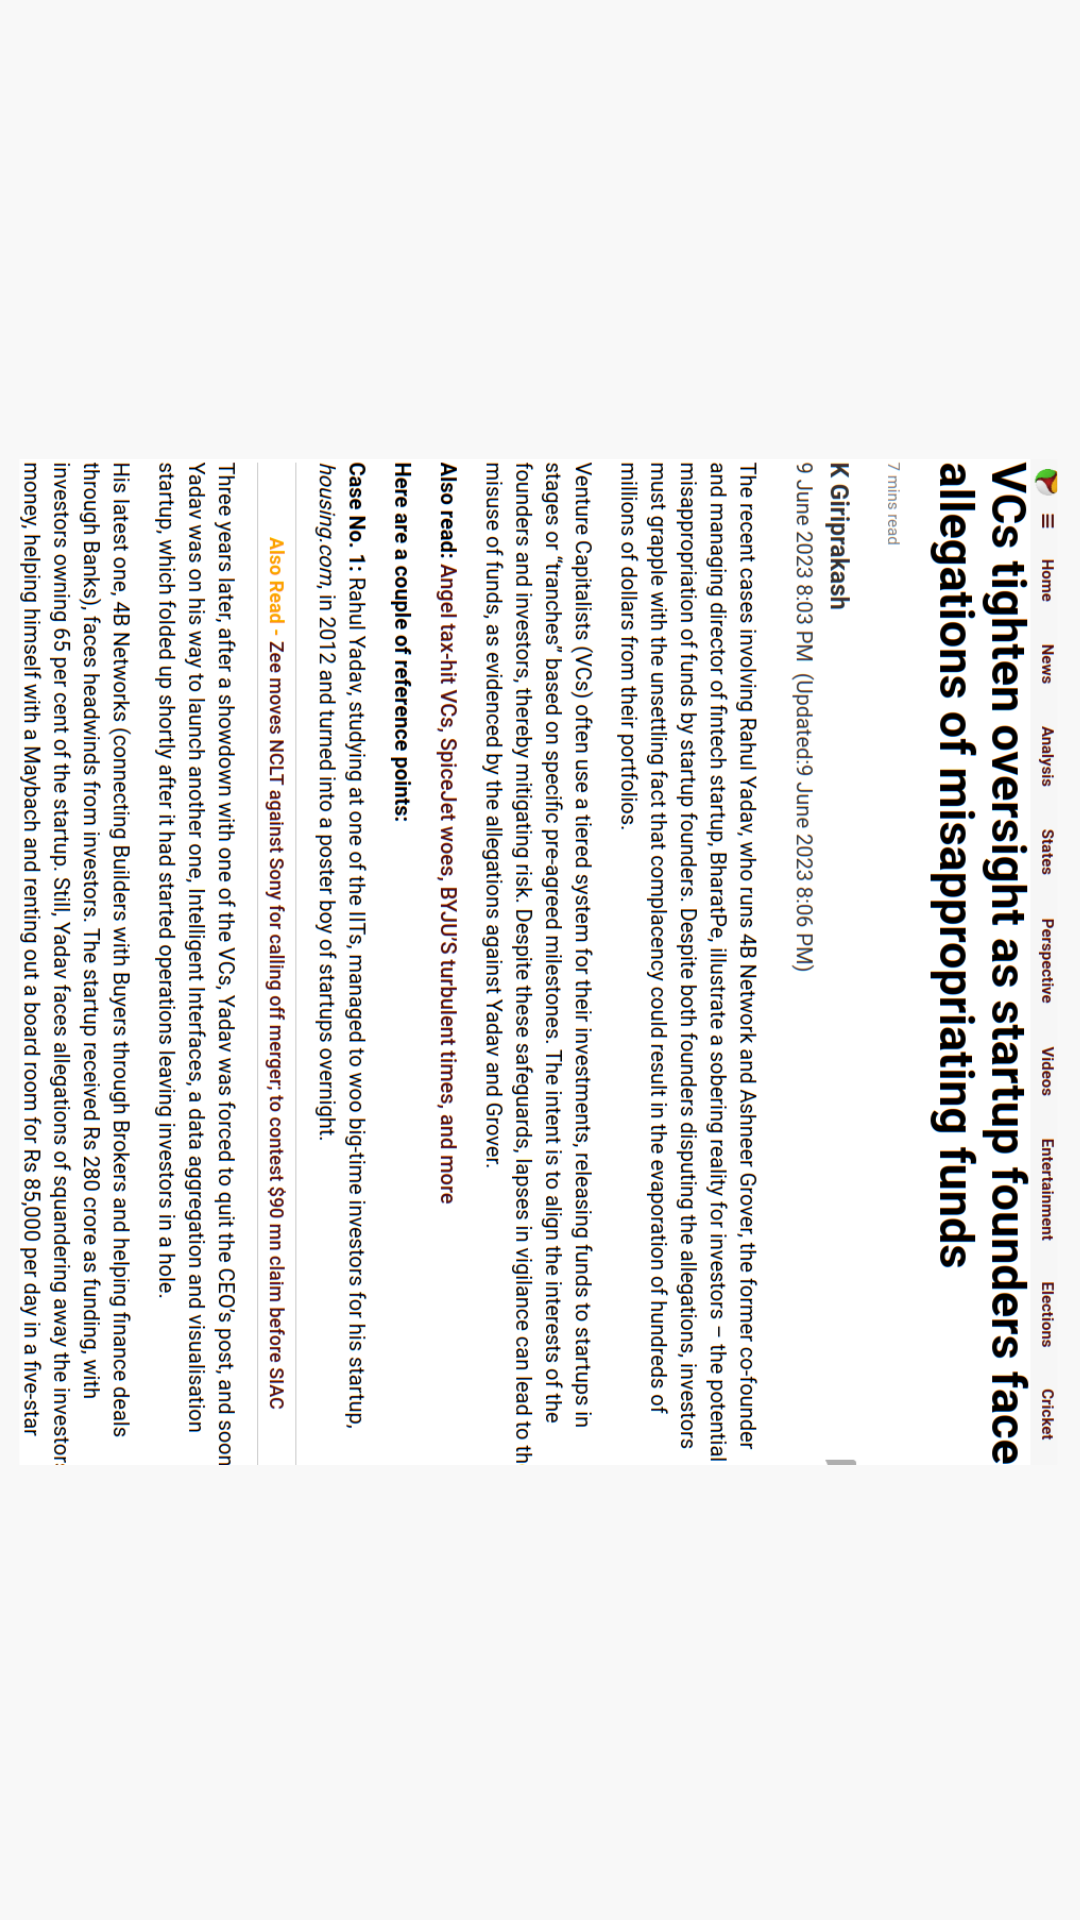 Home News Analysis States Perspective Videos Entertainment Elections Cricket
VCs tighten oversight as startup founders face
allegations of misappropriating funds
7 mins read
K Giriprakash
9 June 2023 8:03 PM (Updated:9 June 2023 8:06 PM)
The recent cases involving Rahul Yadav, who runs 4B Network and Ashneer Grover, the former co-founder
and managing director of fintech startup, BharatPe, illustrate a sobering reality for investors – the potential
misappropriation of funds by startup founders. Despite both founders disputing the allegations, investors
must grapple with the unsettling fact that complacency could result in the evaporation of hundreds of
millions of dollars from their portfolios.
Venture Capitalists (VCs) often use a tiered system for their investments, releasing funds to startups in
stages or “tranches” based on specific pre-agreed milestones. The intent is to align the interests of the
founders and investors, thereby mitigating risk. Despite these safeguards, lapses in vigilance can lead to th
misuse of funds, as evidenced by the allegations against Yadav and Grover.
Also read: Angel tax-hit VCs, SpiceJet woes, BYJU'S turbulent times, and more
Here are a couple of reference points:
Case No. 1: Rahul Yadav, studying at one of the IITs, managed to woo big-time investors for his startup,
housing.com, in 2012 and turned into a poster boy of startups overnight.
Also Read - Zee moves NCLT against Sony for calling off merger; to contest $90 mn claim before SIAC
Three years later, after a showdown with one of the VCs, Yadav was forced to quit the CEO's post, and soon
Yadav was on his way to launch another one, Intelligent Interfaces, a data aggregation and visualisation
startup, which folded up shortly after it had started operations leaving investors in a hole.
His latest one, 4B Networks (connecting Builders with Buyers through Brokers and helping finance deals
through Banks), faces headwinds from investors. The startup received Rs 280 crore as funding, with
investors owning 65 per cent of the startup. Still, Yadav faces allegations of squandering away the investor
money, helping himself with a Maybach and renting out a board room for Rs 85,000 per day in a five-star